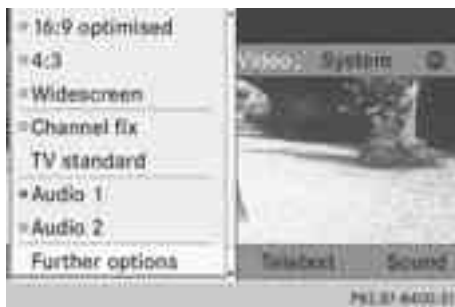 16:9 optimised
4:3
Widescreen
Channel fix
TV standard
Audio 1
Audio 2
Further options
Video
System
Teletext
Sound